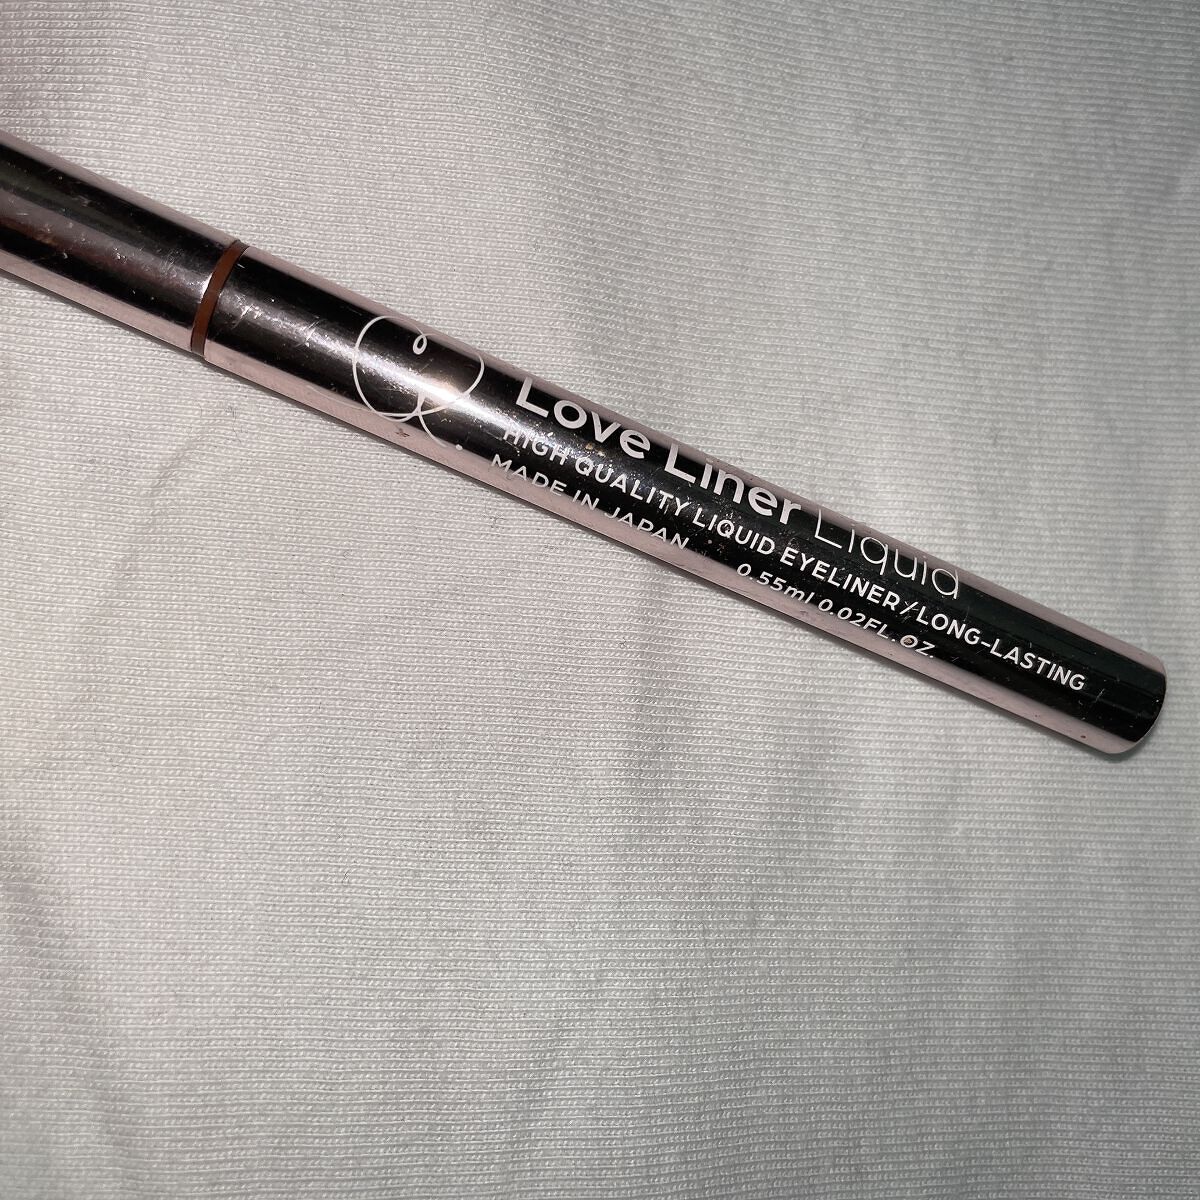 Love Liner Liquid
HIGH QUALITY LIQUID EYELINER/LONG-LASTING
MADE IN JAPAN 0.55ml 0.02FL.OZ.